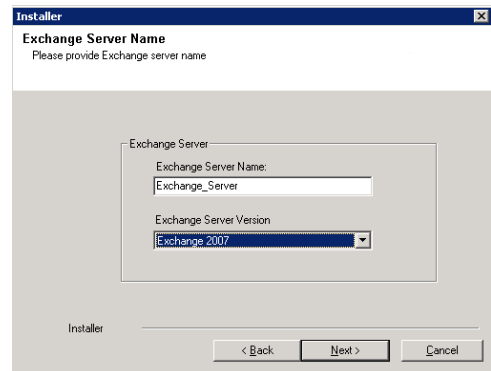 Installer
Exchange Server Name
Please provide Exchange server name
Exchange Server
Exchange Server Name:
Exchange_Server
Exchange Server Version
Exchange 2007
Installer
< Back
Next >
Cancel